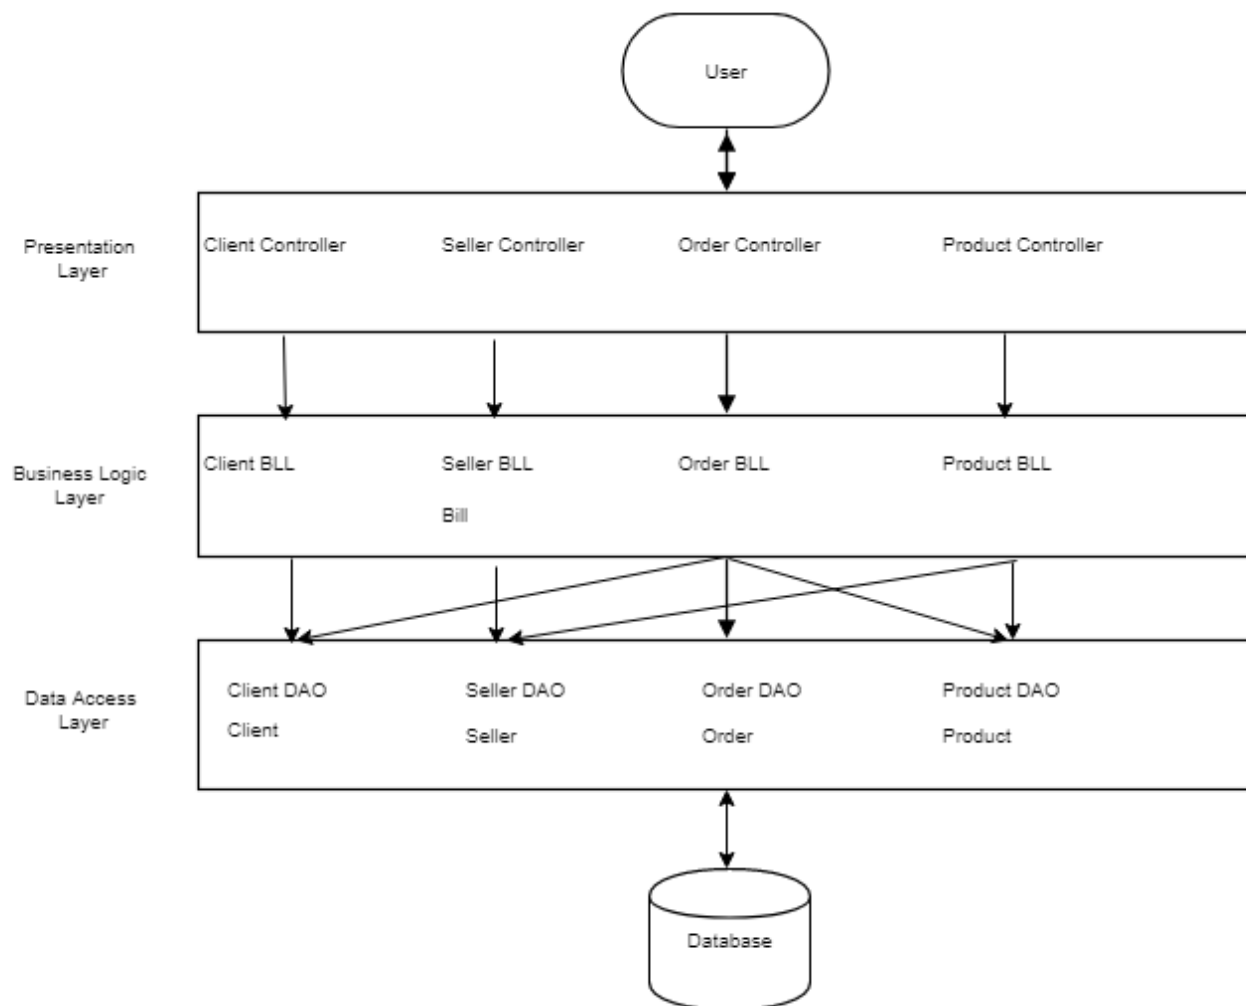 User
Presentation
Layer
Client Controller
Seller Controller
Order Controller
Product Controller
Business Logic
Layer
Client BLL
Seller BLL
Order BLL
Product BLL
Bill
Data Access
Layer
Client DAO
Seller DAO
Order DAO
Product DAO
Client
Seller
Order
Product
Database